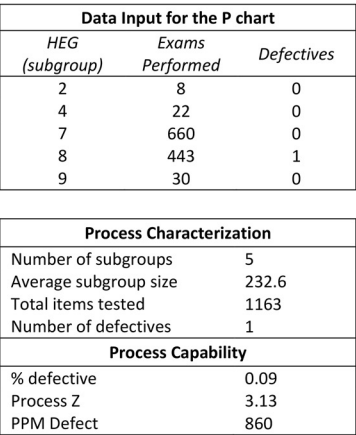 Data Input for the P chart
HEG (subgroup) Exams Performed Defectives
2 8 0
4 22 0
7 660 0
8 443 1
9 30 0
Process Characterization
Number of subgroups 5
Average subgroup size 232.6
Total items tested 1163
Number of defectives 1
Process Capability
% defective 0.09
Process Z 3.13
PPM Defect 860